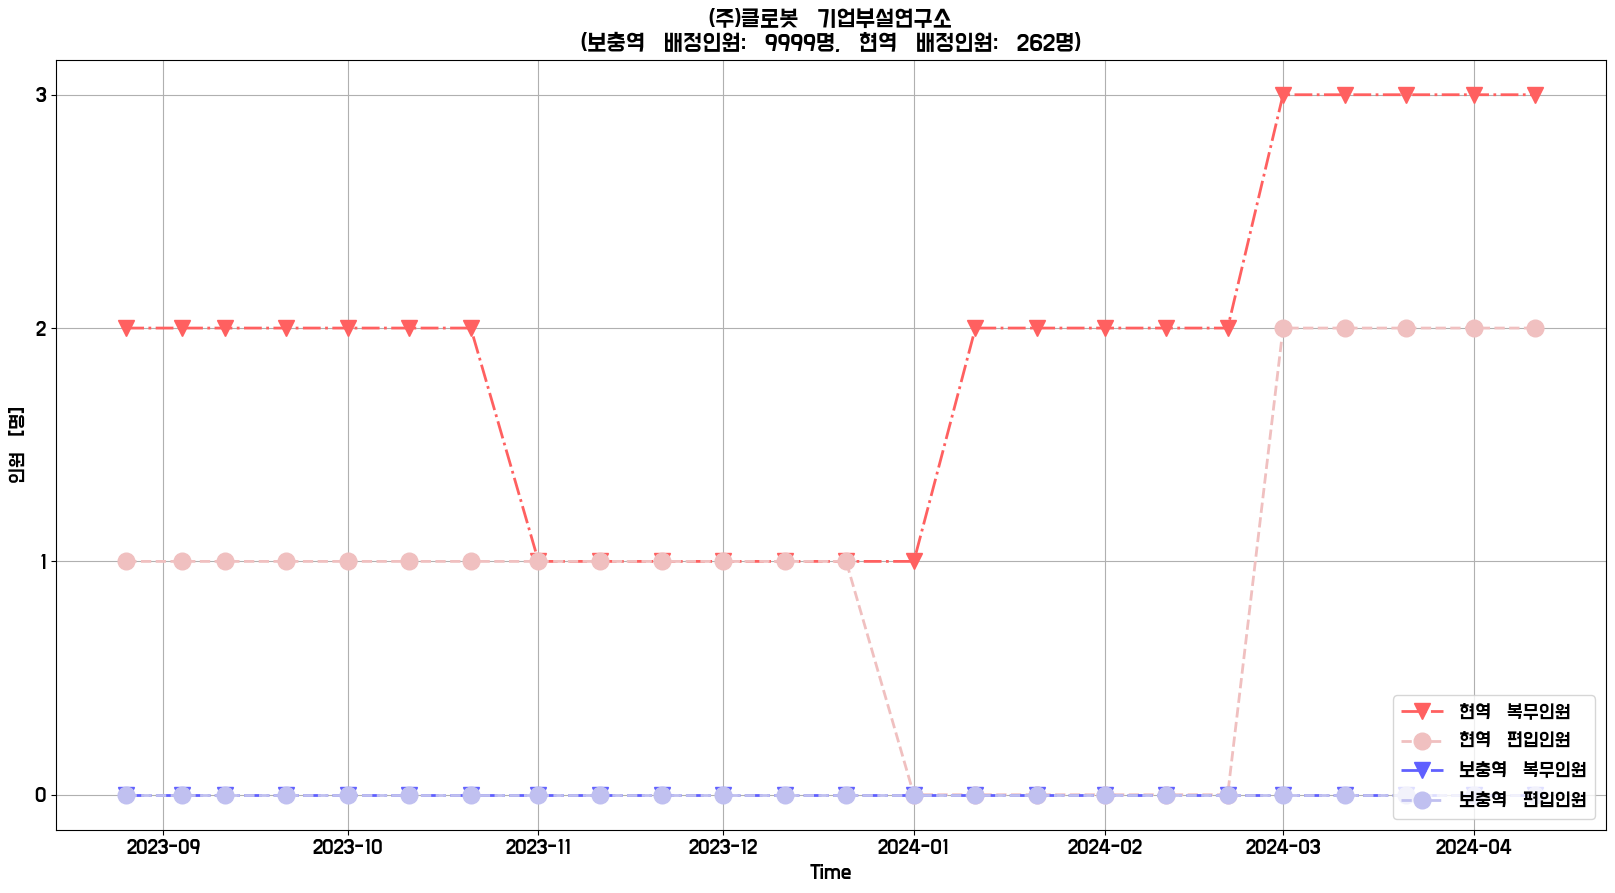 (주)클로봇 기업부설연구소
(보충역 배정인원: 9999명, 현역 배정인원: 262명)
3
2
1
0
인원 [명]
2023-09 2023-10 2023-11 2023-12 2024-01 2024-02 2024-03 2024-04
Time
현역 복무인원
현역 편입인원
보충역 복무인원
보충역 편입인원